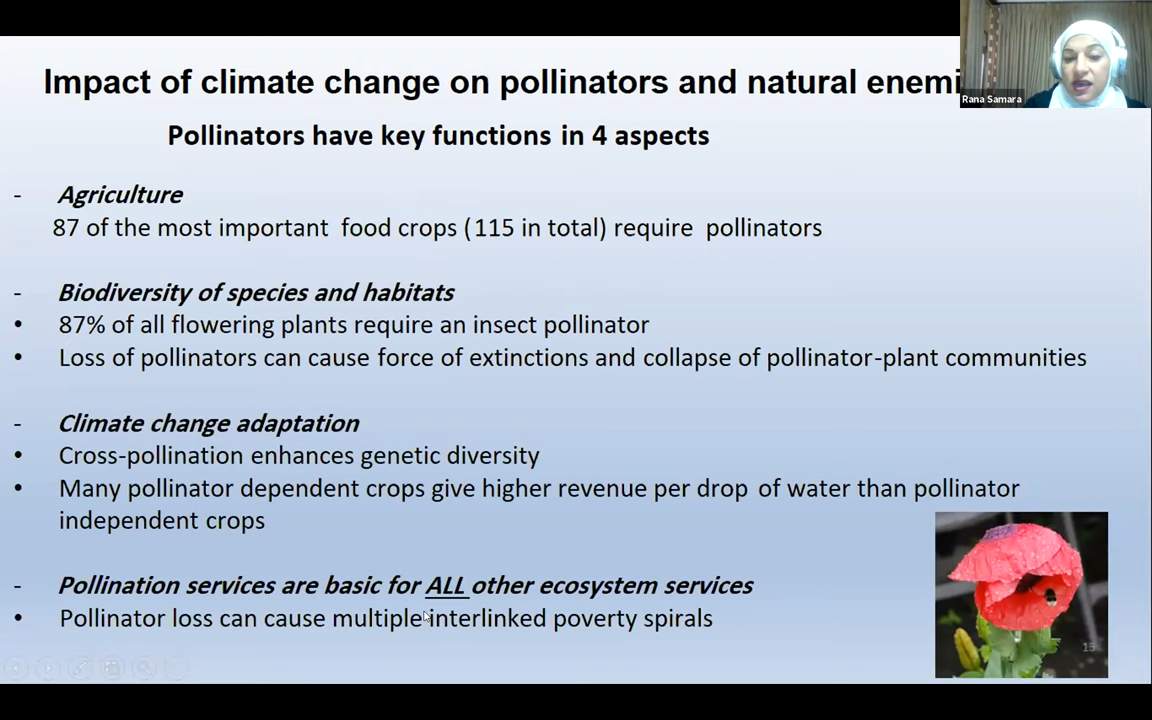 Impact of climate change on pollinators and natural enemi
Rana Samara
Pollinators have key functions in 4 aspects
- Agriculture
87 of the most important food crops (115 in total) require pollinators
- Biodiversity of species and habitats
• 87% of all flowering plants require an insect pollinator
• Loss of pollinators can cause force of extinctions and collapse of pollinator-plant communities
- Climate change adaptation
• Cross-pollination enhances genetic diversity
• Many pollinator dependent crops give higher revenue per drop of water than pollinator
independent crops
- Pollination services are basic for ALL other ecosystem services
• Pollinator loss can cause multiple interlinked poverty spirals
13